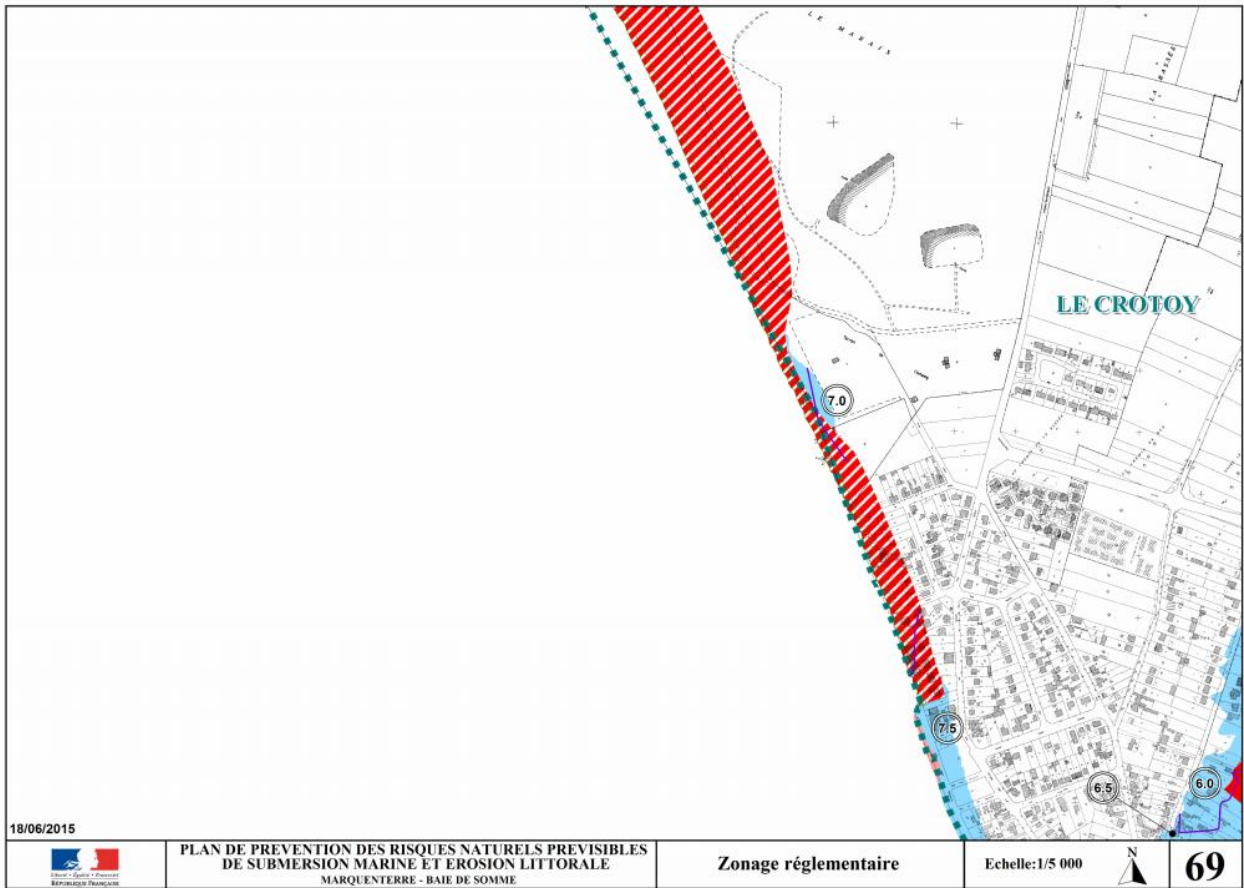 LE MARAIS
LE CROTOY
7.0
7.5
6.5
6.0
18/06/2015
Liberté • Égalité • Fraternité
RÉPUBLIQUE FRANÇAISE
PLAN DE PREVENTION DES RISQUES NATURELS PREVISIBLES
DE SUBMERSION MARINE ET EROSION LITTORALE
MARQUENTERRE - BAIE DE SOMME
Zonage réglementaire
Echelle:1/5 000
N
69